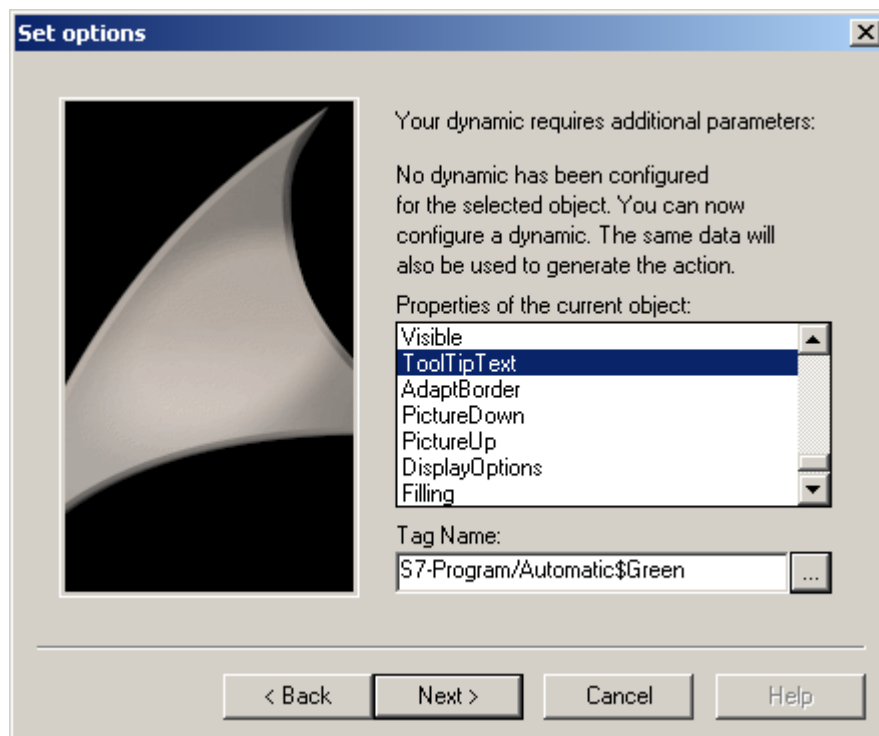 Set options
Your dynamic requires additional parameters:
No dynamic has been configured
for the selected object. You can now
configure a dynamic. The same data will
also be used to generate the action.
Properties of the current object:
Visible
ToolTipText
AdaptBorder
PictureDown
PictureUp
DisplayOptions
Filling
Tag Name:
S7-Program/Automatic$Green
...
< Back
Next >
Cancel
Help